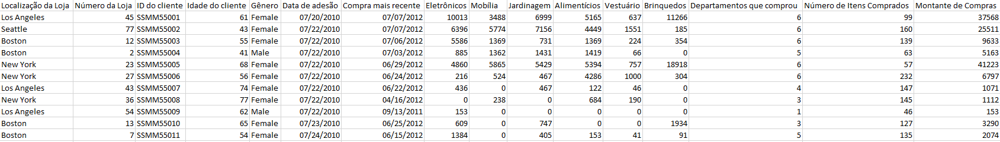 Localização da Loja Número da Loja ID do cliente Idade do cliente Gênero Data de adesão Compra mais recente Eletrônicos Mobília Jardinagem Alimentícios Vestuário Brinquedos Departamentos que comprou Número de Itens Comprados Montante de Compras
Los Angeles 45 SSMM55001 61 Female 07/20/2010 07/07/2012 10013 3488 6999 5165 637 11266 6 99 37568
Seattle 77 SSMM55002 43 Female 07/22/2010 07/07/2012 6396 5774 7156 4449 1551 185 6 160 25511
Boston 12 SSMM55003 55 Female 07/22/2010 07/06/2012 5586 1369 731 1369 224 354 6 139 9633
Boston 2 SSMM55004 41 Male 07/22/2010 07/03/2012 885 1362 1431 1419 66 0 5 63 5163
New York 23 SSMM55005 68 Female 07/22/2010 06/29/2012 4860 5865 5429 5394 757 18918 6 57 41223
New York 27 SSMM55006 56 Female 07/22/2010 06/24/2012 216 524 467 4286 1000 304 6 232 6797
Los Angeles 43 SSMM55007 74 Female 07/22/2010 06/22/2012 436 0 467 122 46 0 4 147 1071
New York 36 SSMM55008 77 Female 07/22/2010 04/16/2012 0 238 0 684 190 0 3 145 1112
Los Angeles 54 SSMM55009 62 Male 07/22/2010 09/13/2011 153 0 0 0 0 0 1 46 153
Boston 13 SSMM55010 65 Female 07/23/2010 06/25/2012 609 0 747 0 0 1934 3 127 3290
Boston 7 SSMM55011 54 Female 07/24/2010 06/15/2012 1384 0 405 153 41 91 5 135 2074